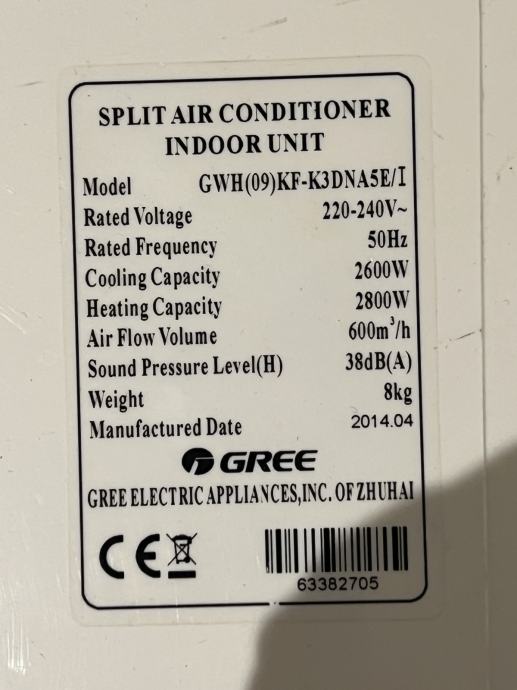 SPLIT AIR CONDITIONER
INDOOR UNIT
Model GWH(09)KF-K3DNA5E/I
Rated Voltage 220-240V~
Rated Frequency 50Hz
Cooling Capacity 2600W
Heating Capacity 2800W
Air Flow Volume 600m³/h
Sound Pressure Level(H) 38dB(A)
Weight 8kg
Manufactured Date 2014.04
GREE
GREE ELECTRIC APPLIANCES,INC. OF ZHUHAI
CE
63382705